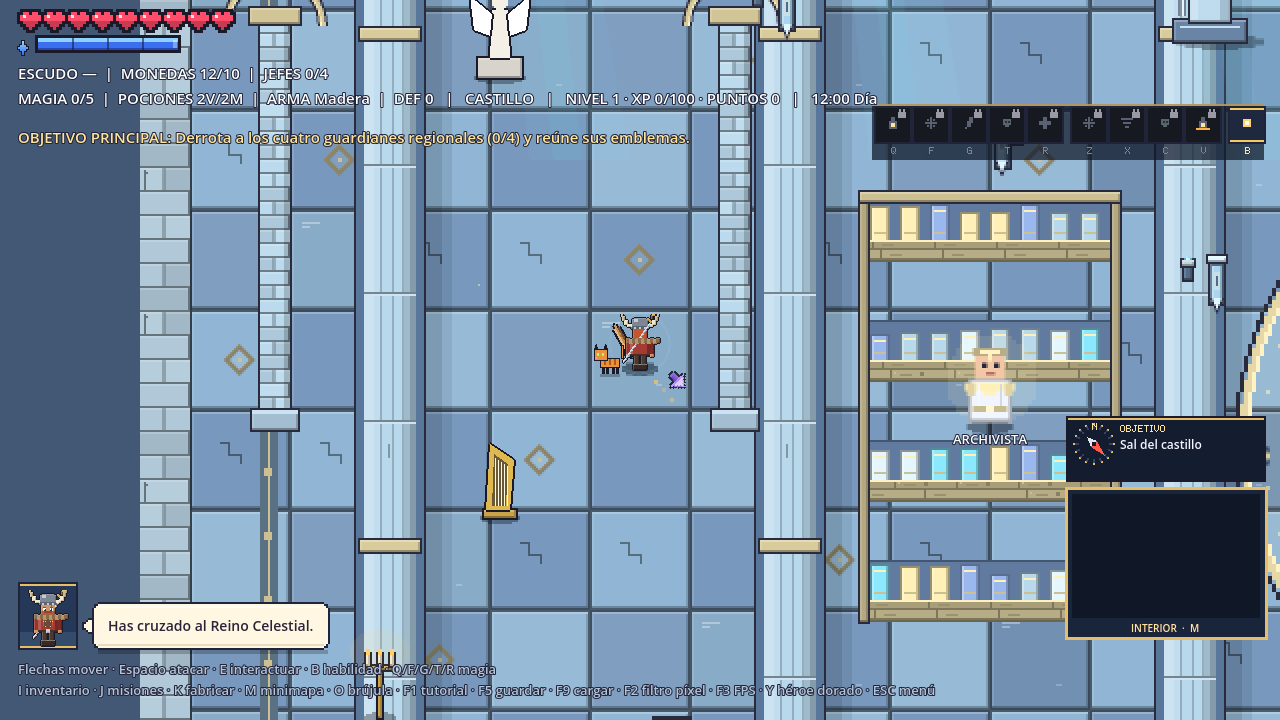 ESCUDO — | MONEDAS 12/10 | JEFES 0/4
MAGIA 0/5 | POCIONES 2V/2M | ARMA Madera | DEF 0 | CASTILLO | NIVEL 1 · XP 0/100 · PUNTOS 0 | 12:00 Día
OBJETIVO PRINCIPAL: Derrota a los cuatro guardianes regionales (0/4) y reúne sus emblemas.
Q F G T R Z X C V B
ARCHIVISTA
N
OBJETIVO
Sal del castillo
INTERIOR · M
Has cruzado al Reino Celestial.
Flechas mover · Espacio atacar · E interactuar · B habilidad · Q/F/G/T/R magia
I inventario · J misiones · K fabricar · M minimapa · O brújula · F1 tutorial · F5 guardar · F9 cargar · F2 filtro píxel · F3 FPS · Y héroe dorado · ESC menú